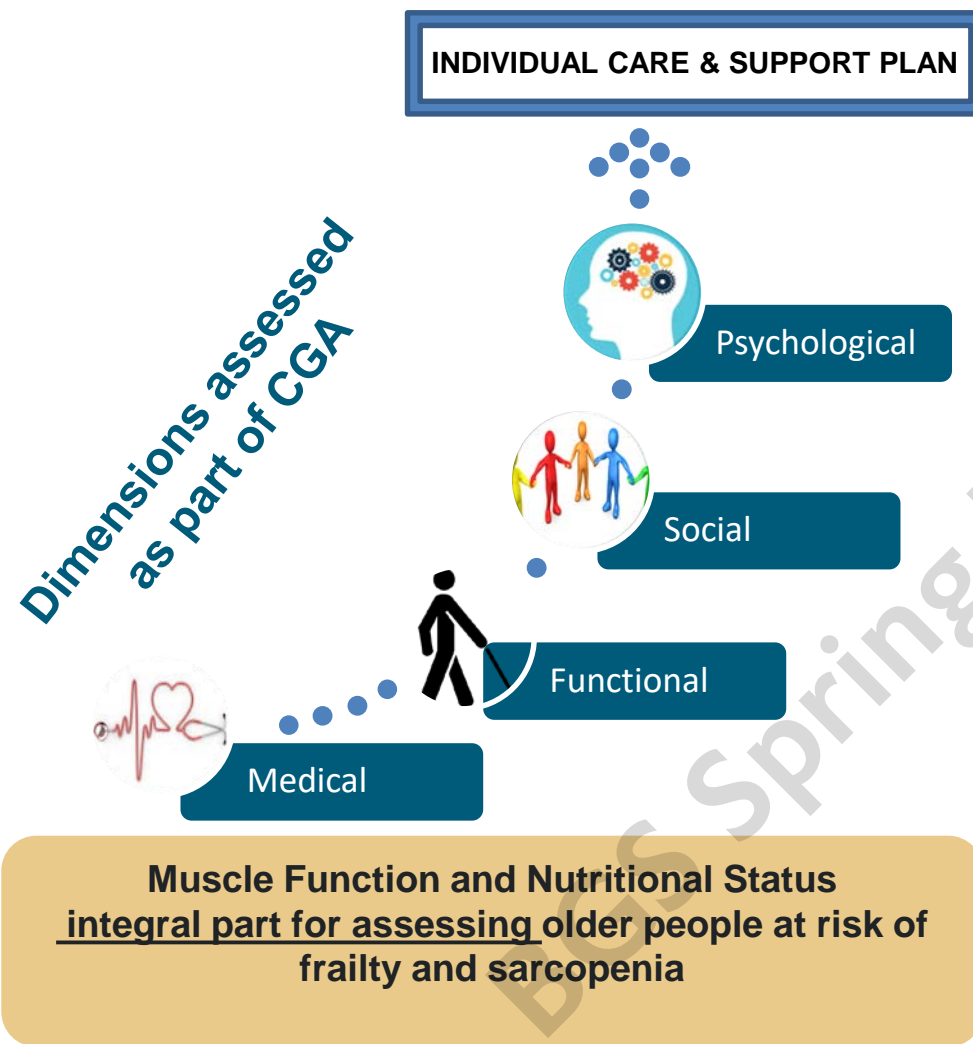 INDIVIDUAL CARE & SUPPORT PLAN
Dimensions assessed
as part of CGA
Psychological
Social
Functional
Medical
Muscle Function and Nutritional Status
integral part for assessing older people at risk of
frailty and sarcopenia
BGS Spring